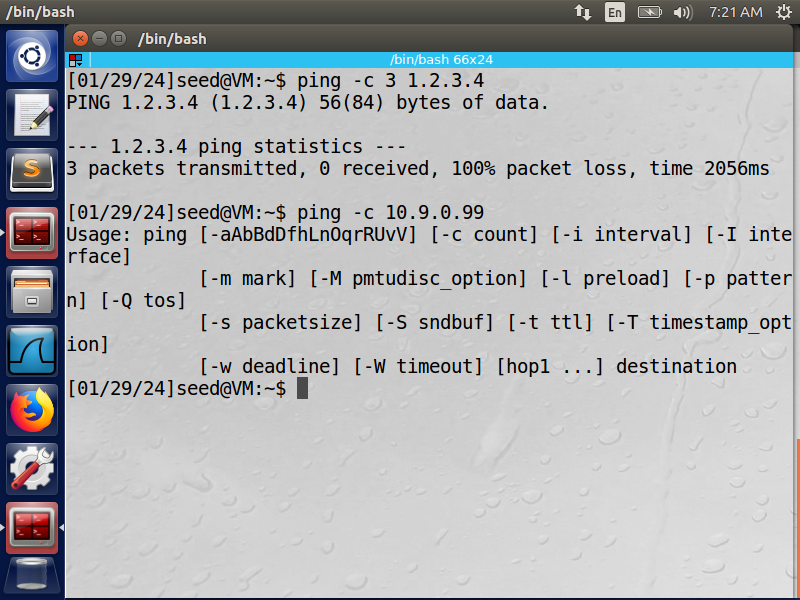 /bin/bash
En
7:21 AM
/bin/bash
/bin/bash 66x24
[01/29/24]seed@VM:~$ ping -c 3 1.2.3.4
PING 1.2.3.4 (1.2.3.4) 56(84) bytes of data.
--- 1.2.3.4 ping statistics ---
3 packets transmitted, 0 received, 100% packet loss, time 2056ms
[01/29/24]seed@VM:~$ ping -c 10.9.0.99
Usage: ping [-aAbBdDfhLnOqrRUvV] [-c count] [-i interval] [-I inte
rface]
[-m mark] [-M pmtudisc_option] [-l preload] [-p patter
n] [-Q tos]
[-s packetsize] [-S sndbuf] [-t ttl] [-T timestamp_opt
ion]
[-w deadline] [-W timeout] [hop1 ...] destination
[01/29/24]seed@VM:~$